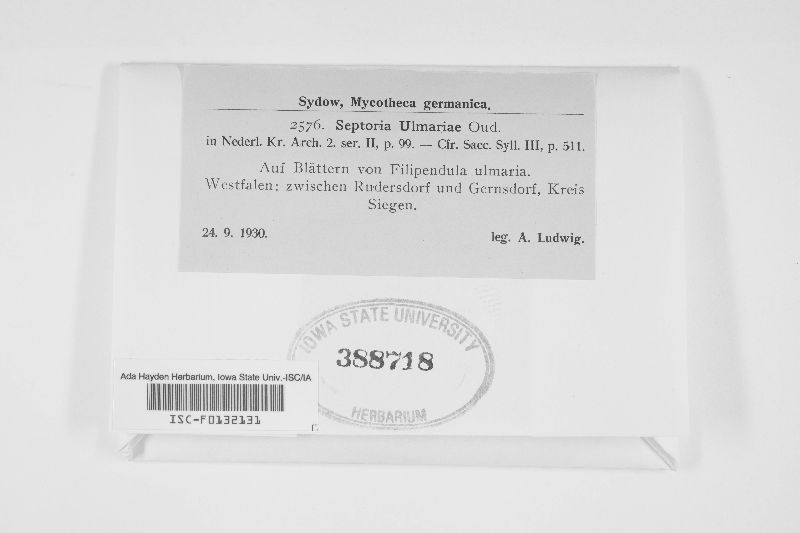 Sydow, Mycotheca germanica.
2576. Septoria Ulmariae Oud.
in Nederl. Kr. Arch. 2. ser. II, p. 99. — Cfr. Sacc. Syll. III, p. 511.
Auf Blättern von Filipendula ulmaria.
Westfalen: zwischen Rudersdorf und Gernsdorf, Kreis
Siegen.
24. 9. 1930. leg. A. Ludwig.
IOWA STATE UNIVERSITY
388718
HERBARIUM
Ada Hayden Herbarium, Iowa State Univ.-ISC/IA
ISC-F0132131